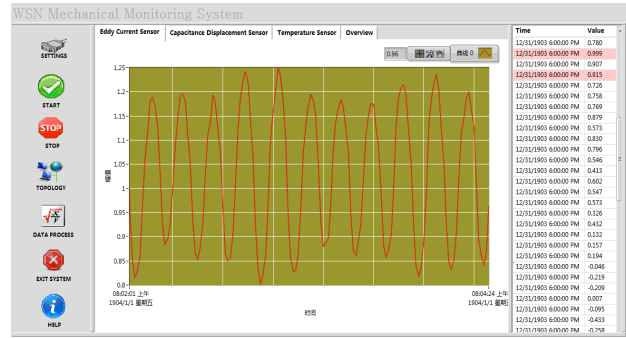 WSN Mechanical Monitoring System
SETTINGS
START
STOP
STOP
TOPOLOGY
DATA PROCESS
EXIT SYSTEM
HELP
Eddy Current Sensor Capacitance Displacement Sensor Temperature Sensor Overview
0.96 曲线 0
幅值
1.25
1.2
1.15
1.1
1.05
1
0.95
0.9
0.85
0.8
08:02:01 上午 08:04:24 上午
1904/1/1 星期五 1904/1/1 星期
时间
Time Value
12/31/1903 6:00:00 PM 0.780
12/31/1903 6:00:00 PM 0.999
12/31/1903 6:00:00 PM 0.907
12/31/1903 6:00:00 PM 0.915
12/31/1903 6:00:00 PM 0.726
12/31/1903 6:00:00 PM 0.758
12/31/1903 6:00:00 PM 0.769
12/31/1903 6:00:00 PM 0.879
12/31/1903 6:00:00 PM 0.573
12/31/1903 6:00:00 PM 0.830
12/31/1903 6:00:00 PM 0.796
12/31/1903 6:00:00 PM 0.546
12/31/1903 6:00:00 PM 0.413
12/31/1903 6:00:00 PM 0.602
12/31/1903 6:00:00 PM 0.547
12/31/1903 6:00:00 PM 0.573
12/31/1903 6:00:00 PM 0.326
12/31/1903 6:00:00 PM 0.432
12/31/1903 6:00:00 PM 0.132
12/31/1903 6:00:00 PM 0.157
12/31/1903 6:00:00 PM 0.194
12/31/1903 6:00:00 PM -0.046
12/31/1903 6:00:00 PM -0.219
12/31/1903 6:00:00 PM -0.209
12/31/1903 6:00:00 PM 0.007
12/31/1903 6:00:00 PM -0.095
12/31/1903 6:00:00 PM -0.433
12/31/1903 6:00:00 PM -0.258